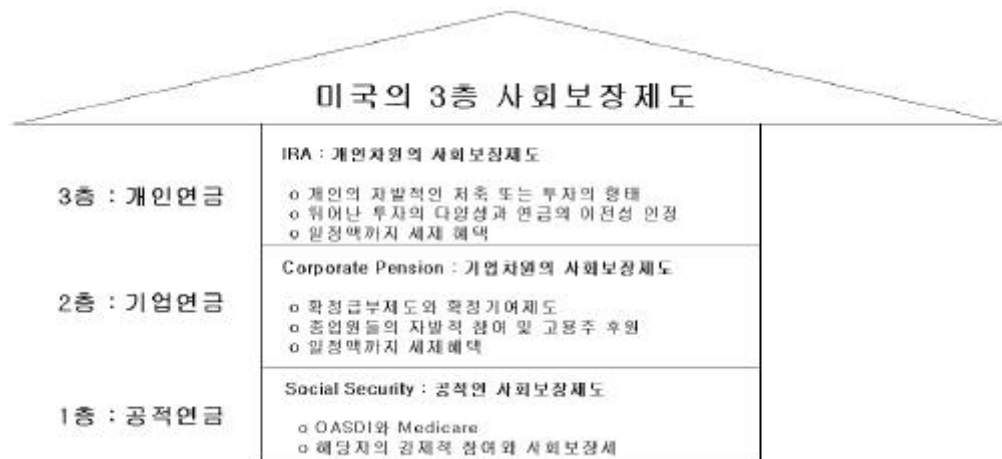 미국의 3층 사회보장제도
3층 : 개인연금
IRA : 개인차원의 사회보장제도
o 개인의 자발적인 저축 또는 투자의 형태
o 뛰어난 투자의 다양성과 연금의 이전성 인정
o 일정액까지 세제 혜택
2층 : 기업연금
Corporate Pension : 기업차원의 사회보장제도
o 확정급부제도와 확정기여제도
o 종업원들의 자발적 참여 및 고용주 후원
o 일정액까지 세제혜택
1층 : 공적연금
Social Security : 공적인 사회보장제도
o OASDI와 Medicare
o 해당자의 강제적 참여와 사회보장세